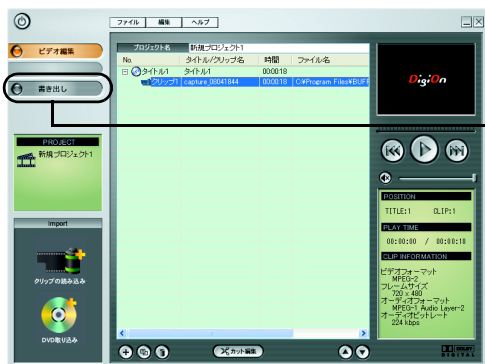 ファイル 編集 ヘルプ
ビデオ編集
書き出し
プロジェクト名 新規プロジェクト1
No. タイトル/クリップ名 時間 ファイル名
タイトル1 タイトル1 00:00:18
クリップ1 capture_08041844 00:00:18 C:¥Program Files¥BUFF
DigiOn
PROJECT
新規プロジェクト1
Import
クリップの読み込み
DVD取り込み
POSITION
TITLE:1 CLIP:1
PLAY TIME
00:00:00 / 00:00:18
CLIP INFORMATION
ビデオフォーマット
MPEG-2
フレームサイズ
720 x 480
オーディオフォーマット
MPEG-1 Audio Layer-2
オーディオビットレート
224 kbps
カット編集
DOLBY
DIGITAL